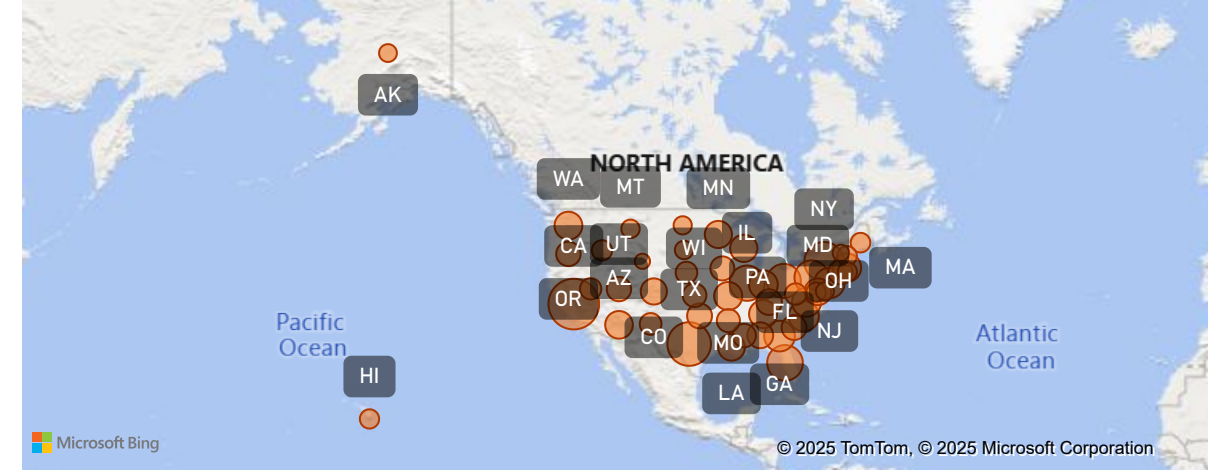 AK
NORTH AMERICA
WA
MT
MN
NY
CA
UT
WI
IL
MD
MA
OR
AZ
TX
PA
OH
CO
MO
FL
NJ
Pacific
Ocean
Atlantic
Ocean
HI
LA
GA
Microsoft Bing
© 2025 TomTom, © 2025 Microsoft Corporation